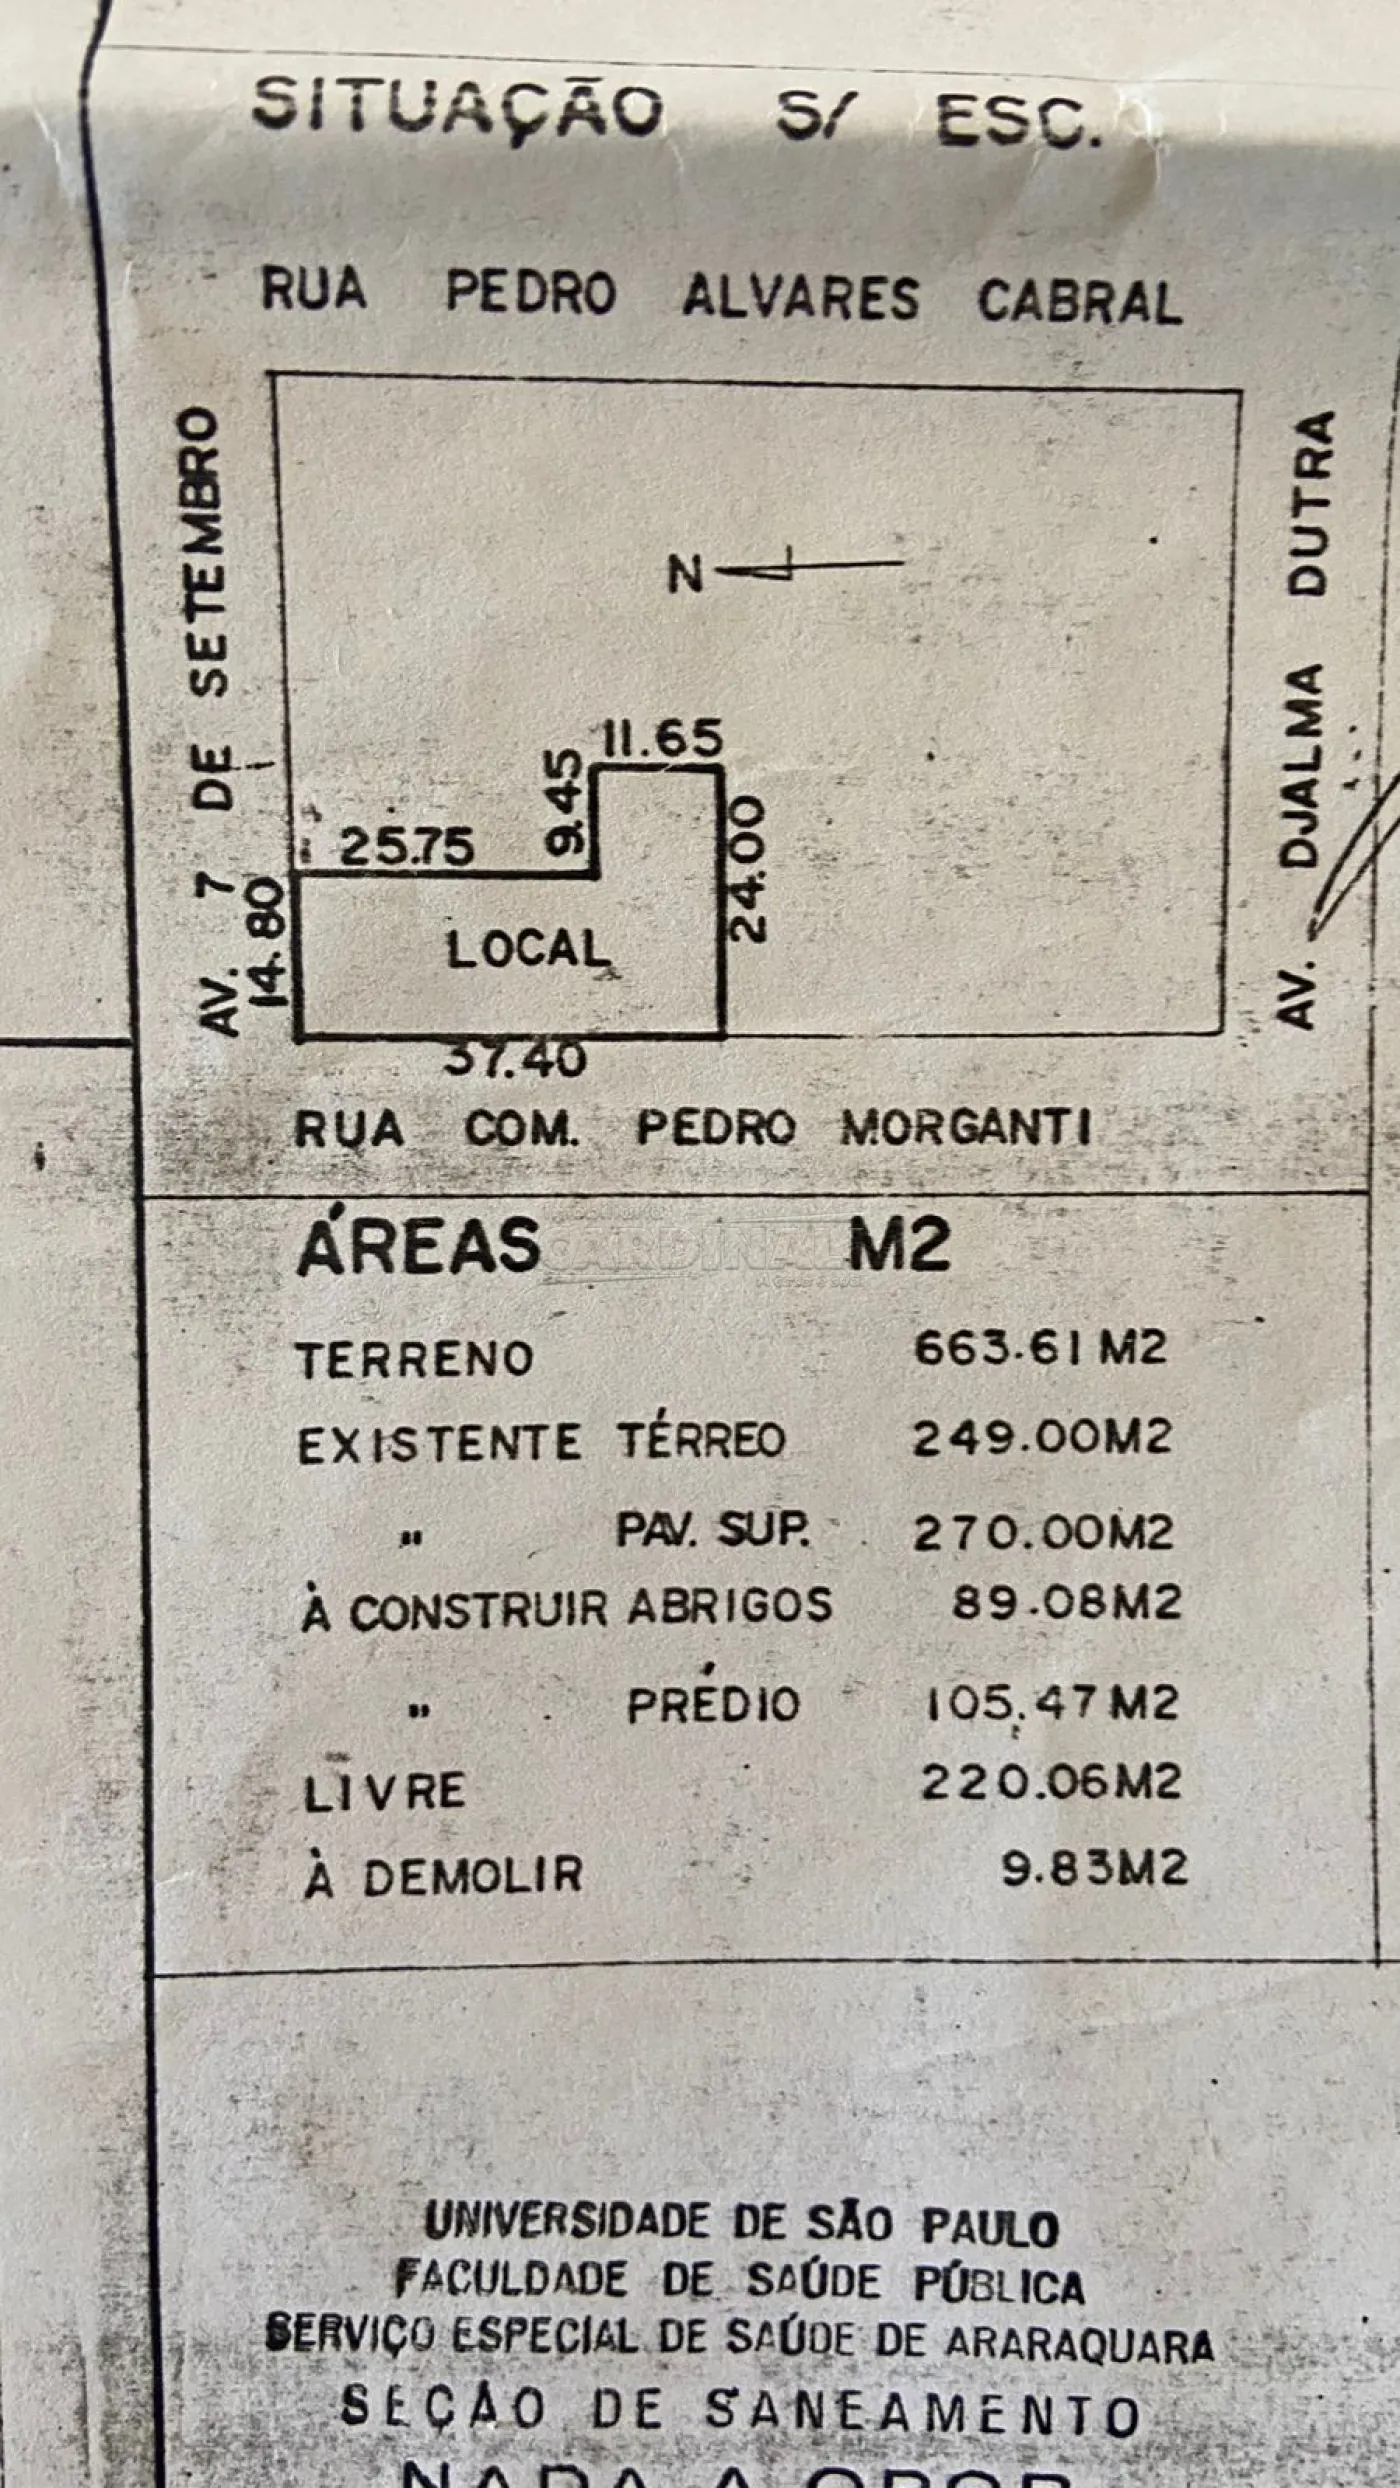 SITUAÇÃO S/ ESC.
RUA PEDRO ALVARES CABRAL
AV. 7 DE SETEMBRO
AV. DJALMA DUTRA
N
11.65
9.45
25.75
24.00
14.80
LOCAL
37.40
RUA COM. PEDRO MORGANTI
ÁREAS M2
CARDINALI
TERRENO 663.61 M2
EXISTENTE TÉRREO 249.00M2
" PAV. SUP. 270.00M2
À CONSTRUIR ABRIGOS 89.08M2
" PRÉDIO 105.47M2
LIVRE 220.06M2
À DEMOLIR 9.83M2
UNIVERSIDADE DE SÃO PAULO
FACULDADE DE SAÚDE PÚBLICA
SERVIÇO ESPECIAL DE SAÚDE DE ARARAQUARA
SEÇÃO DE SANEAMENTO
NADA A OPOR